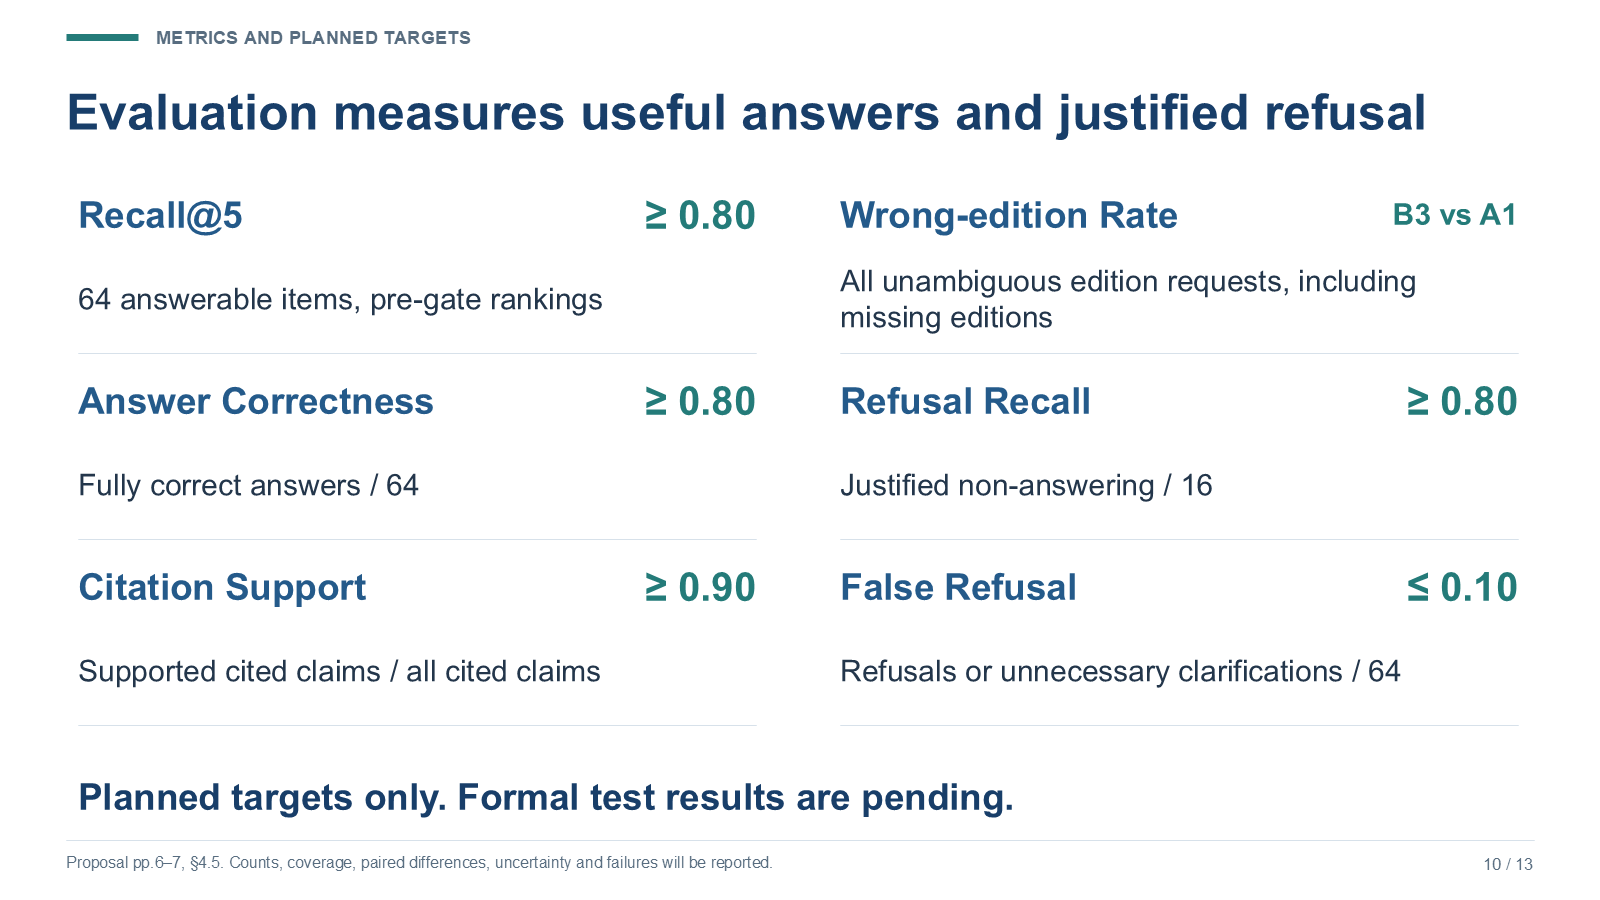 METRICS AND PLANNED TARGETS
Evaluation measures useful answers and justified refusal
Recall@5
≥ 0.80
64 answerable items, pre-gate rankings
Wrong-edition Rate
B3 vs A1
All unambiguous edition requests, including
missing editions
Answer Correctness
≥ 0.80
Fully correct answers / 64
Refusal Recall
≥ 0.80
Justified non-answering / 16
Citation Support
≥ 0.90
Supported cited claims / all cited claims
False Refusal
≤ 0.10
Refusals or unnecessary clarifications / 64
Planned targets only. Formal test results are pending.
Proposal pp.6–7, §4.5. Counts, coverage, paired differences, uncertainty and failures will be reported.
10 / 13